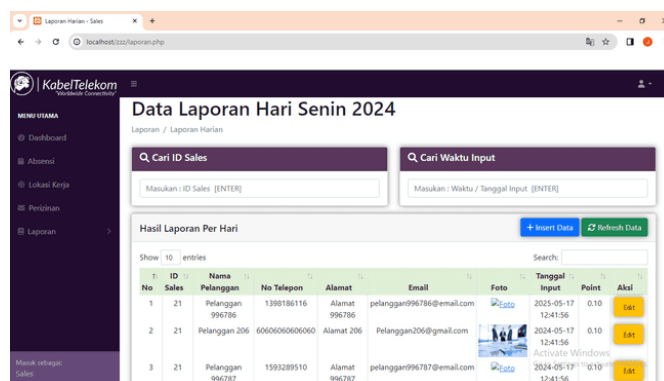 Laporan Harian - Sales
localhost/zzz/laporan.php
KabelTelekom
"Worldwide Connectivity"
MENU UTAMA
Dashboard
Absensi
Lokasi Kerja
Perizinan
Laporan
Masuk sebagai:
Sales
Data Laporan Hari Senin 2024
Laporan / Laporan Harian
Cari ID Sales
Masukan : ID Sales [ENTER]
Cari Waktu Input
Masukan : Waktu / Tanggal Input [ENTER]
Hasil Laporan Per Hari
+ Insert Data
Refresh Data
Show 10 entries
Search:
No ID Sales Nama Pelanggan No Telepon Alamat Email Foto Tanggal Input Point Aksi
1 21 Pelanggan 996786 1398186116 Alamat 996786 pelanggan996786@email.com Foto 2025-05-17 12:41:56 0,10 Edit
2 21 Pelanggan 206 60606060606060 Alamat 206 Pelanggan206@gmail.com 2024-05-17 12:41:56 0,10 Edit
3 21 Pelanggan 996787 1593289510 Alamat 996787 pelanggan996787@email.com Foto 2024-05-17 12:41:56 0,10 Edit
Activate Windows